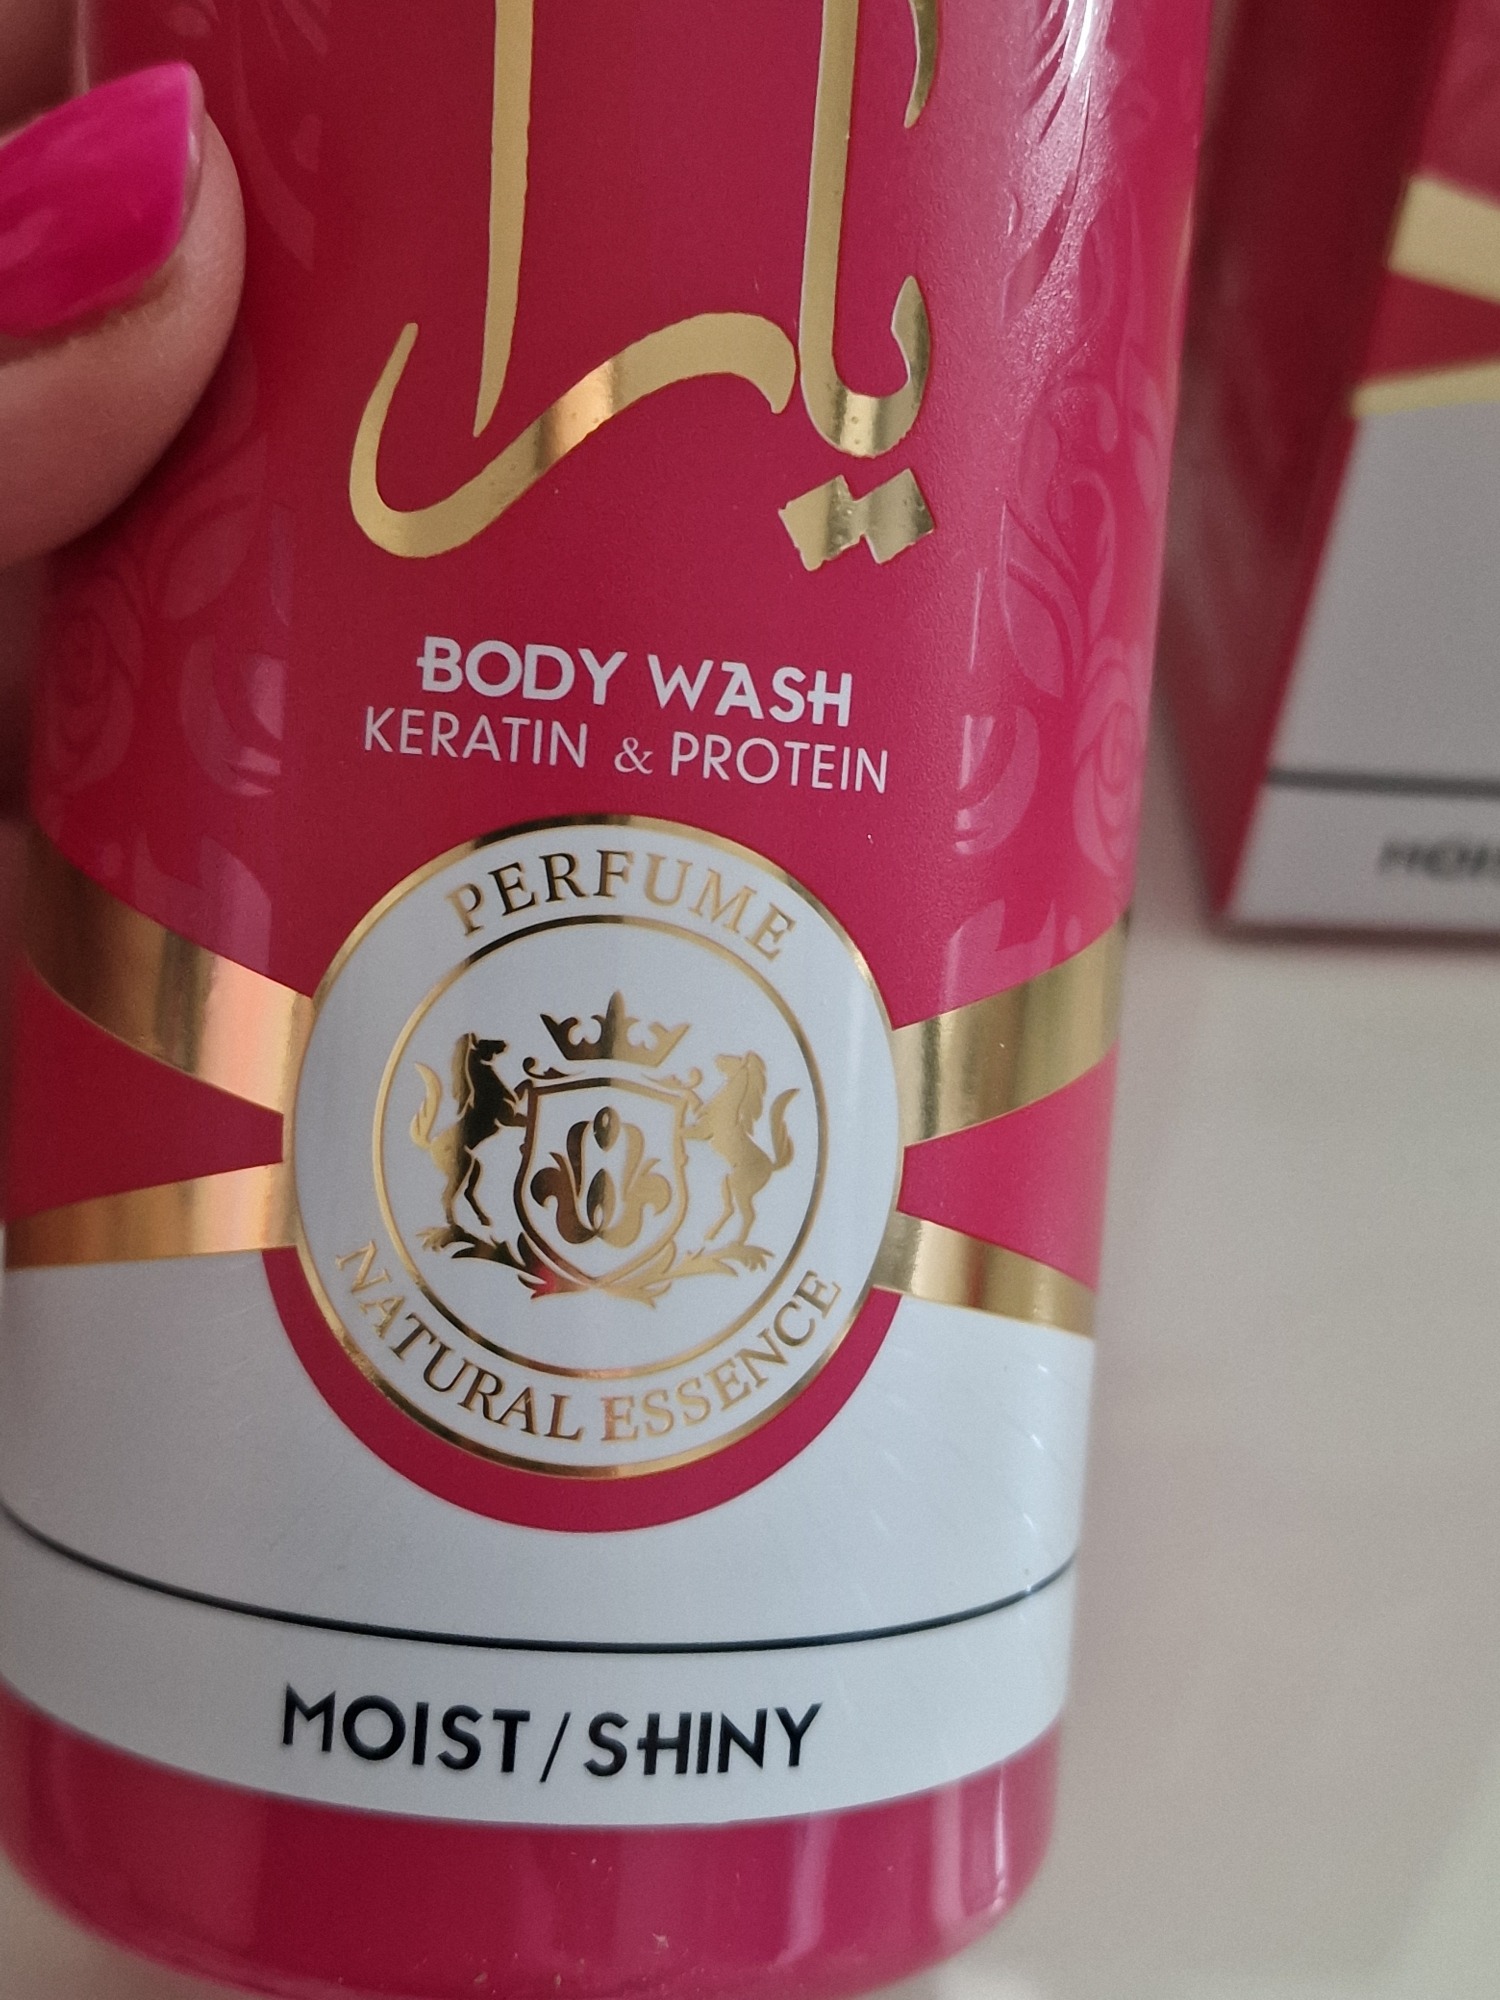 يارا
BODY WASH
KERATIN & PROTEIN
PERFUME
NATURAL ESSENCE
MOIST/SHINY